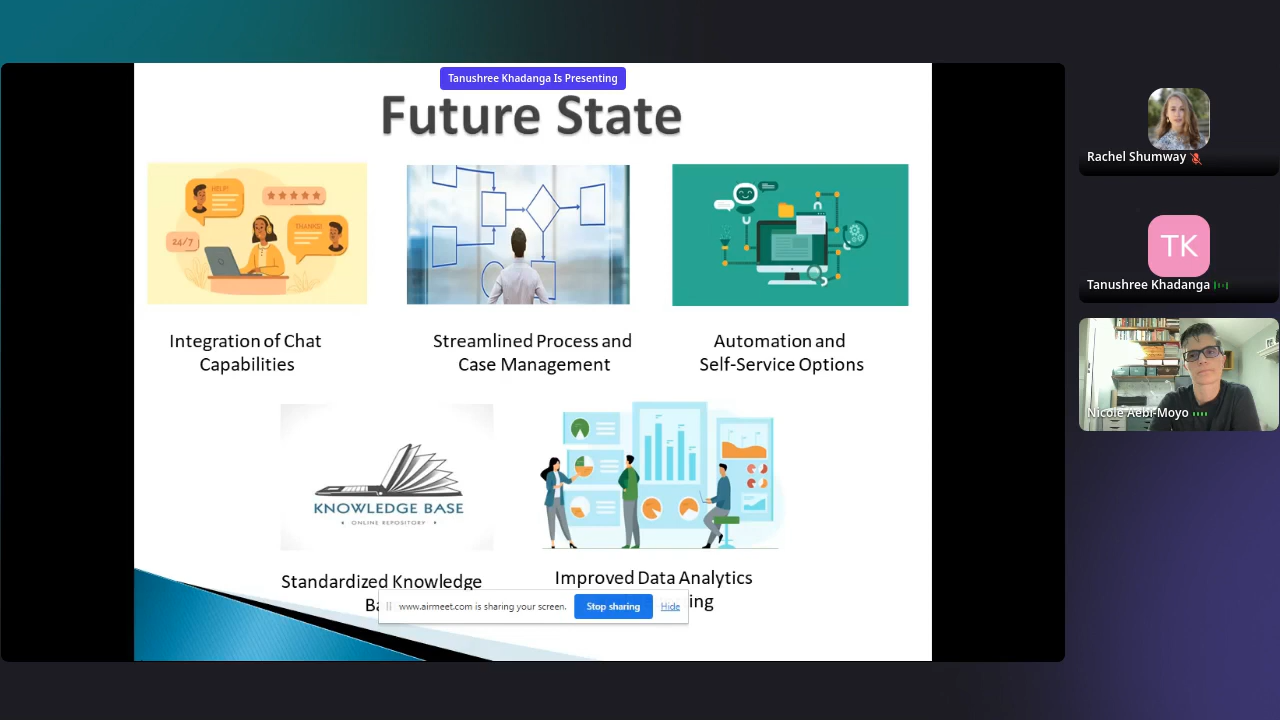 Tanushree Khadanga Is Presenting
Future State
HELP!
24/7
THANKS!
Integration of Chat
Capabilities
Streamlined Process and
Case Management
Automation and
Self-Service Options
KNOWLEDGE BASE
• ONLINE REPOSITORY •
Standardized Knowledge
Improved Data Analytics
www.airmeet.com is sharing your screen.
Stop sharing
Hide
Rachel Shumway
TK
Tanushree Khadanga
Nicole Aebi-Moyo